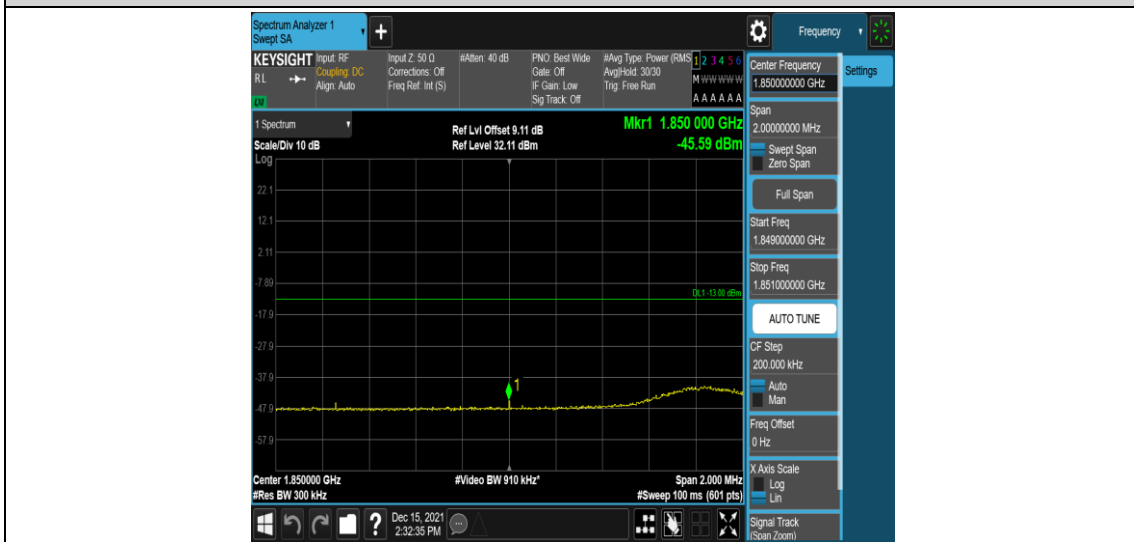 Spectrum Analyzer 1
Swept SA
+
Frequency
KEYSIGHT
RL
LXI
Input: RF
Coupling: DC
Align: Auto
Input Z: 50 Ω
Corrections: Off
Freq Ref: Int (S)
#Atten: 40 dB
PNO: Best Wide
Gate: Off
IF Gain: Low
Sig Track: Off
#Avg Type: Power (RMS
Avg|Hold: 30/30
Trig: Free Run
1 2 3 4 5 6
M W W W W W
A A A A A A
1 Spectrum
Scale/Div 10 dB
Log
Ref Lvl Offset 9.11 dB
Ref Level 32.11 dBm
Mkr1 1.850 000 GHz
-45.59 dBm
22.1
12.1
2.11
-7.89
DL1 -13.00 dBm
-17.9
-27.9
-37.9
1
-47.9
-57.9
Center 1.850000 GHz
#Video BW 910 kHz*
Span 2.000 MHz
#Res BW 300 kHz
#Sweep 100 ms (601 pts)
?
Dec 15, 2021
2:32:35 PM
Center Frequency
1.850000000 GHz
Settings
Span
2.00000000 MHz
Swept Span
Zero Span
Full Span
Start Freq
1.849000000 GHz
Stop Freq
1.851000000 GHz
AUTO TUNE
CF Step
200.000 kHz
Auto
Man
Freq Offset
0 Hz
X Axis Scale
Log
Lin
Signal Track
(Span Zoom)